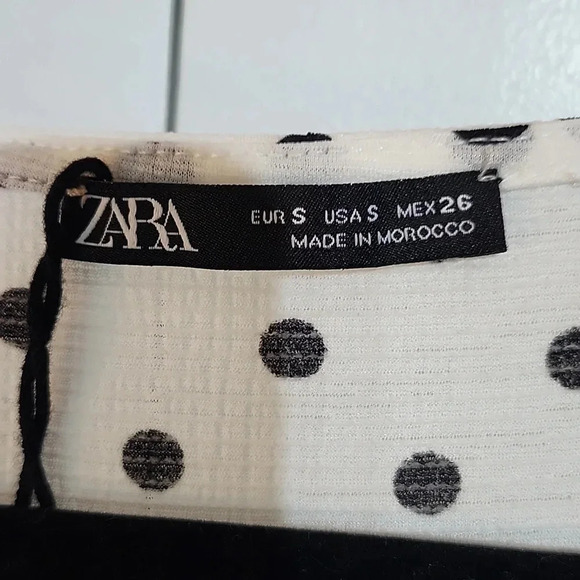 ZARA
EUR S USA S MEX 26
MADE IN MOROCCO